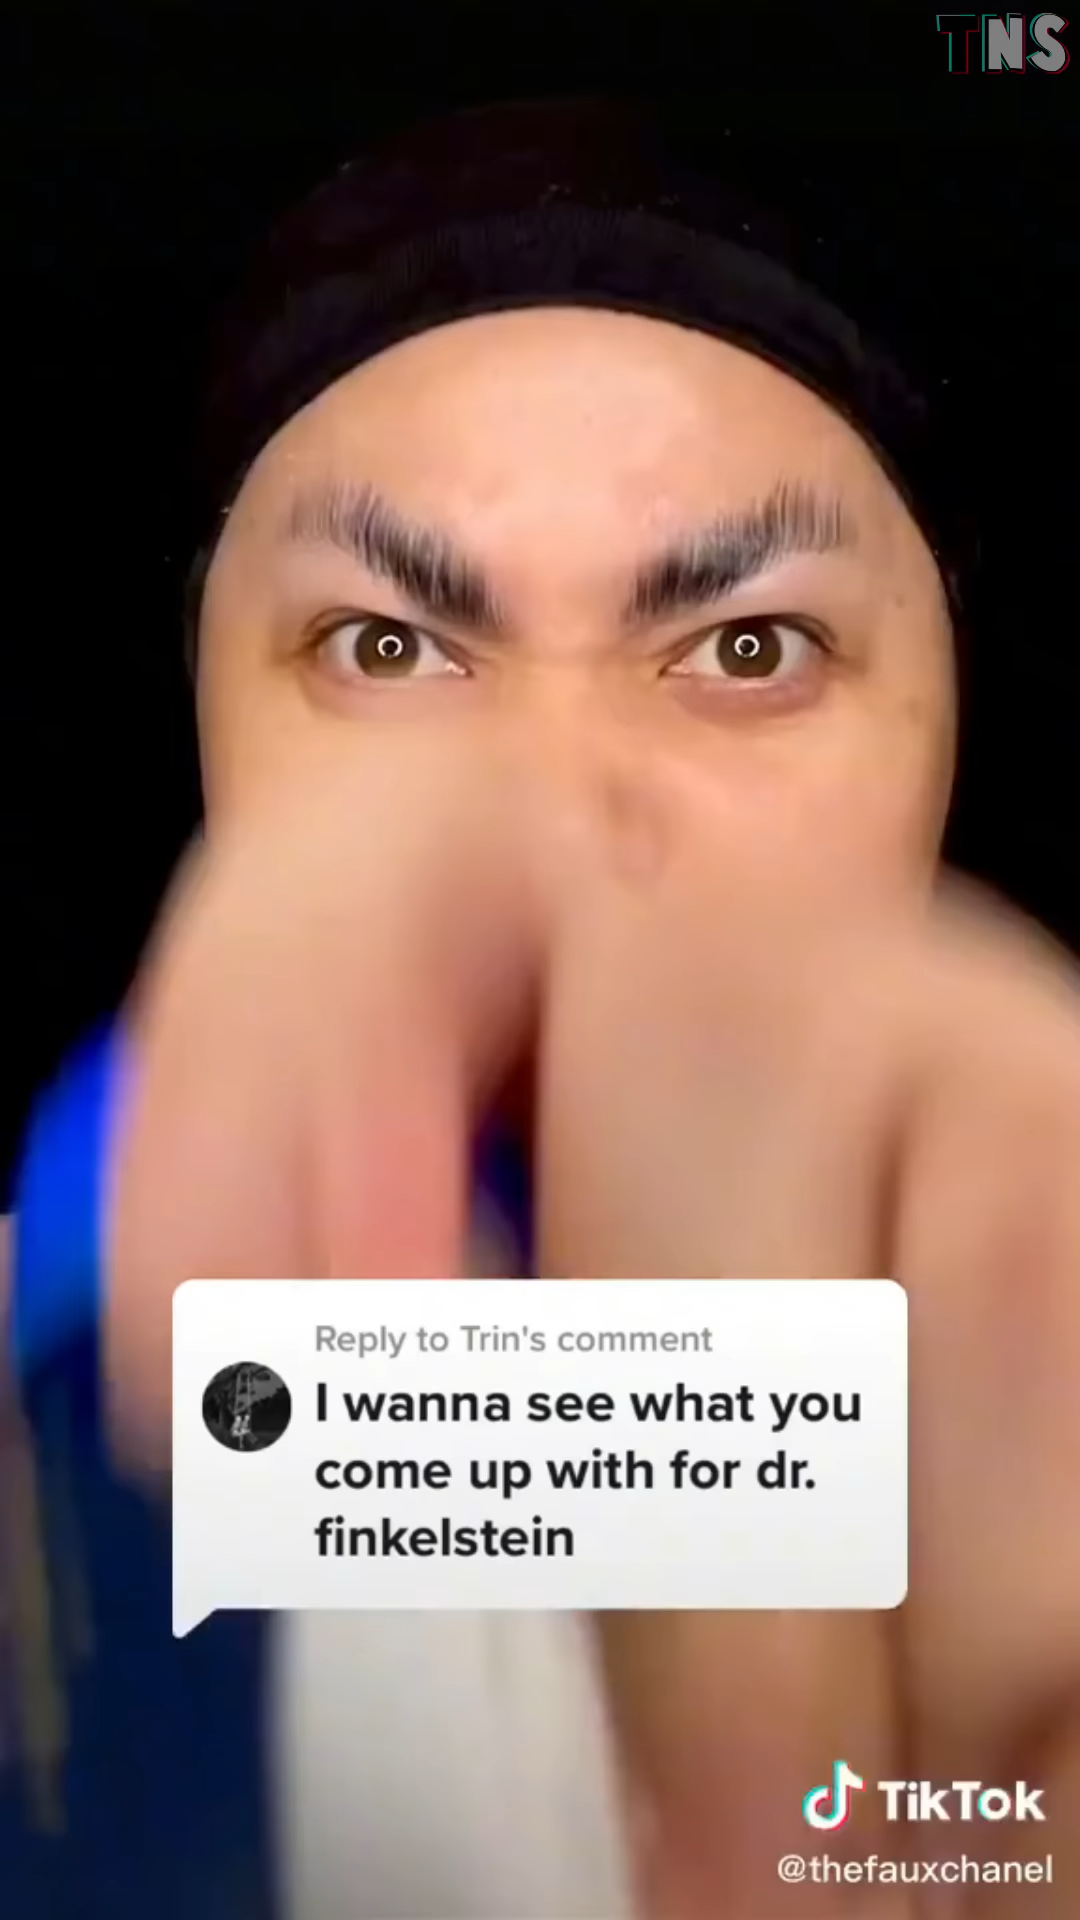 TNS
Reply to Trin's comment
I wanna see what you
come up with for dr.
finkelstein
TikTok
@thefauxchanel